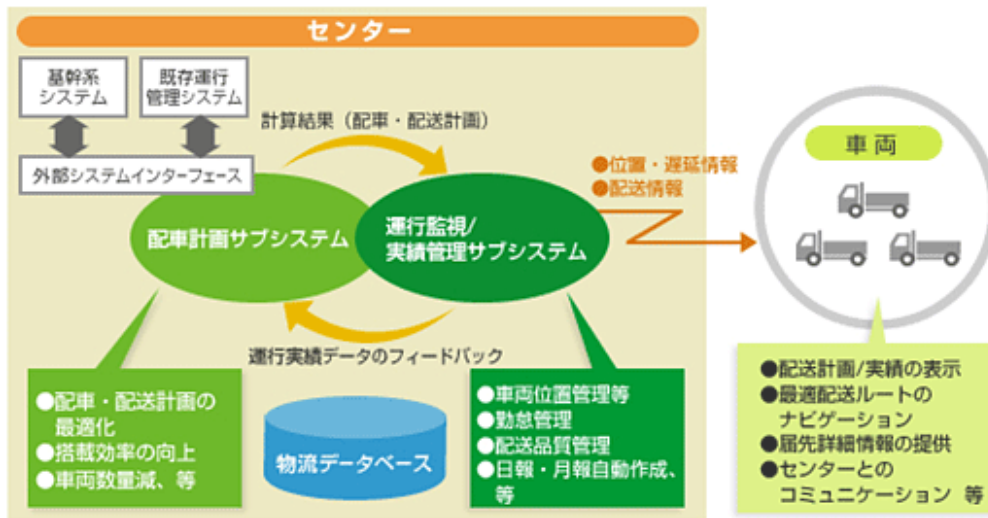 センター
基幹系
システム
既存運行
管理システム
外部システムインターフェース
計算結果（配車・配送計画）
配車計画サブシステム
運行監視/
実績管理サブシステム
運行実績データのフィードバック
●位置・遅延情報
●配送情報
車両
●配車・配送計画の
最適化
●搭載効率の向上
●車両数量減、等
物流データベース
●車両位置管理等
●勤怠管理
●配送品質管理
●日報・月報自動作成、
等
●配送計画/実績の表示
●最適配送ルートの
ナビゲーション
●届先詳細情報の提供
●センターとの
コミュニケーション 等